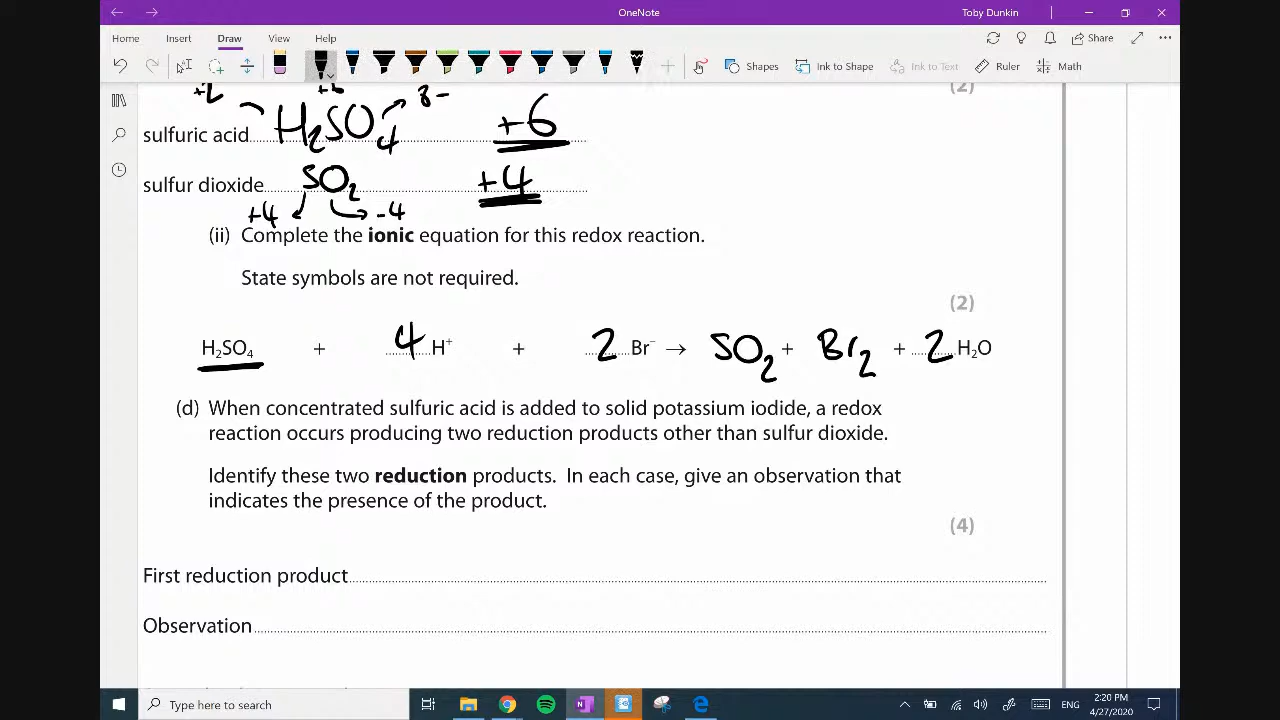 OneNote
Toby Dunkin
Home Insert Draw View Help
Share
Shapes Ink to Shape Ink to Text Ruler Math
(2)
+2 +6 8-
sulfuric acid H₂SO₄ +6
sulfur dioxide SO₂ +4
+4 -4
(ii) Complete the ionic equation for this redox reaction.
State symbols are not required.
(2)
H₂SO₄ + 4 H⁺ + 2 Br⁻ → SO₂ + Br₂ + 2 H₂O
(d) When concentrated sulfuric acid is added to solid potassium iodide, a redox
reaction occurs producing two reduction products other than sulfur dioxide.
Identify these two reduction products. In each case, give an observation that
indicates the presence of the product.
(4)
First reduction product
Observation
Type here to search
ENG
2:20 PM
4/27/2020